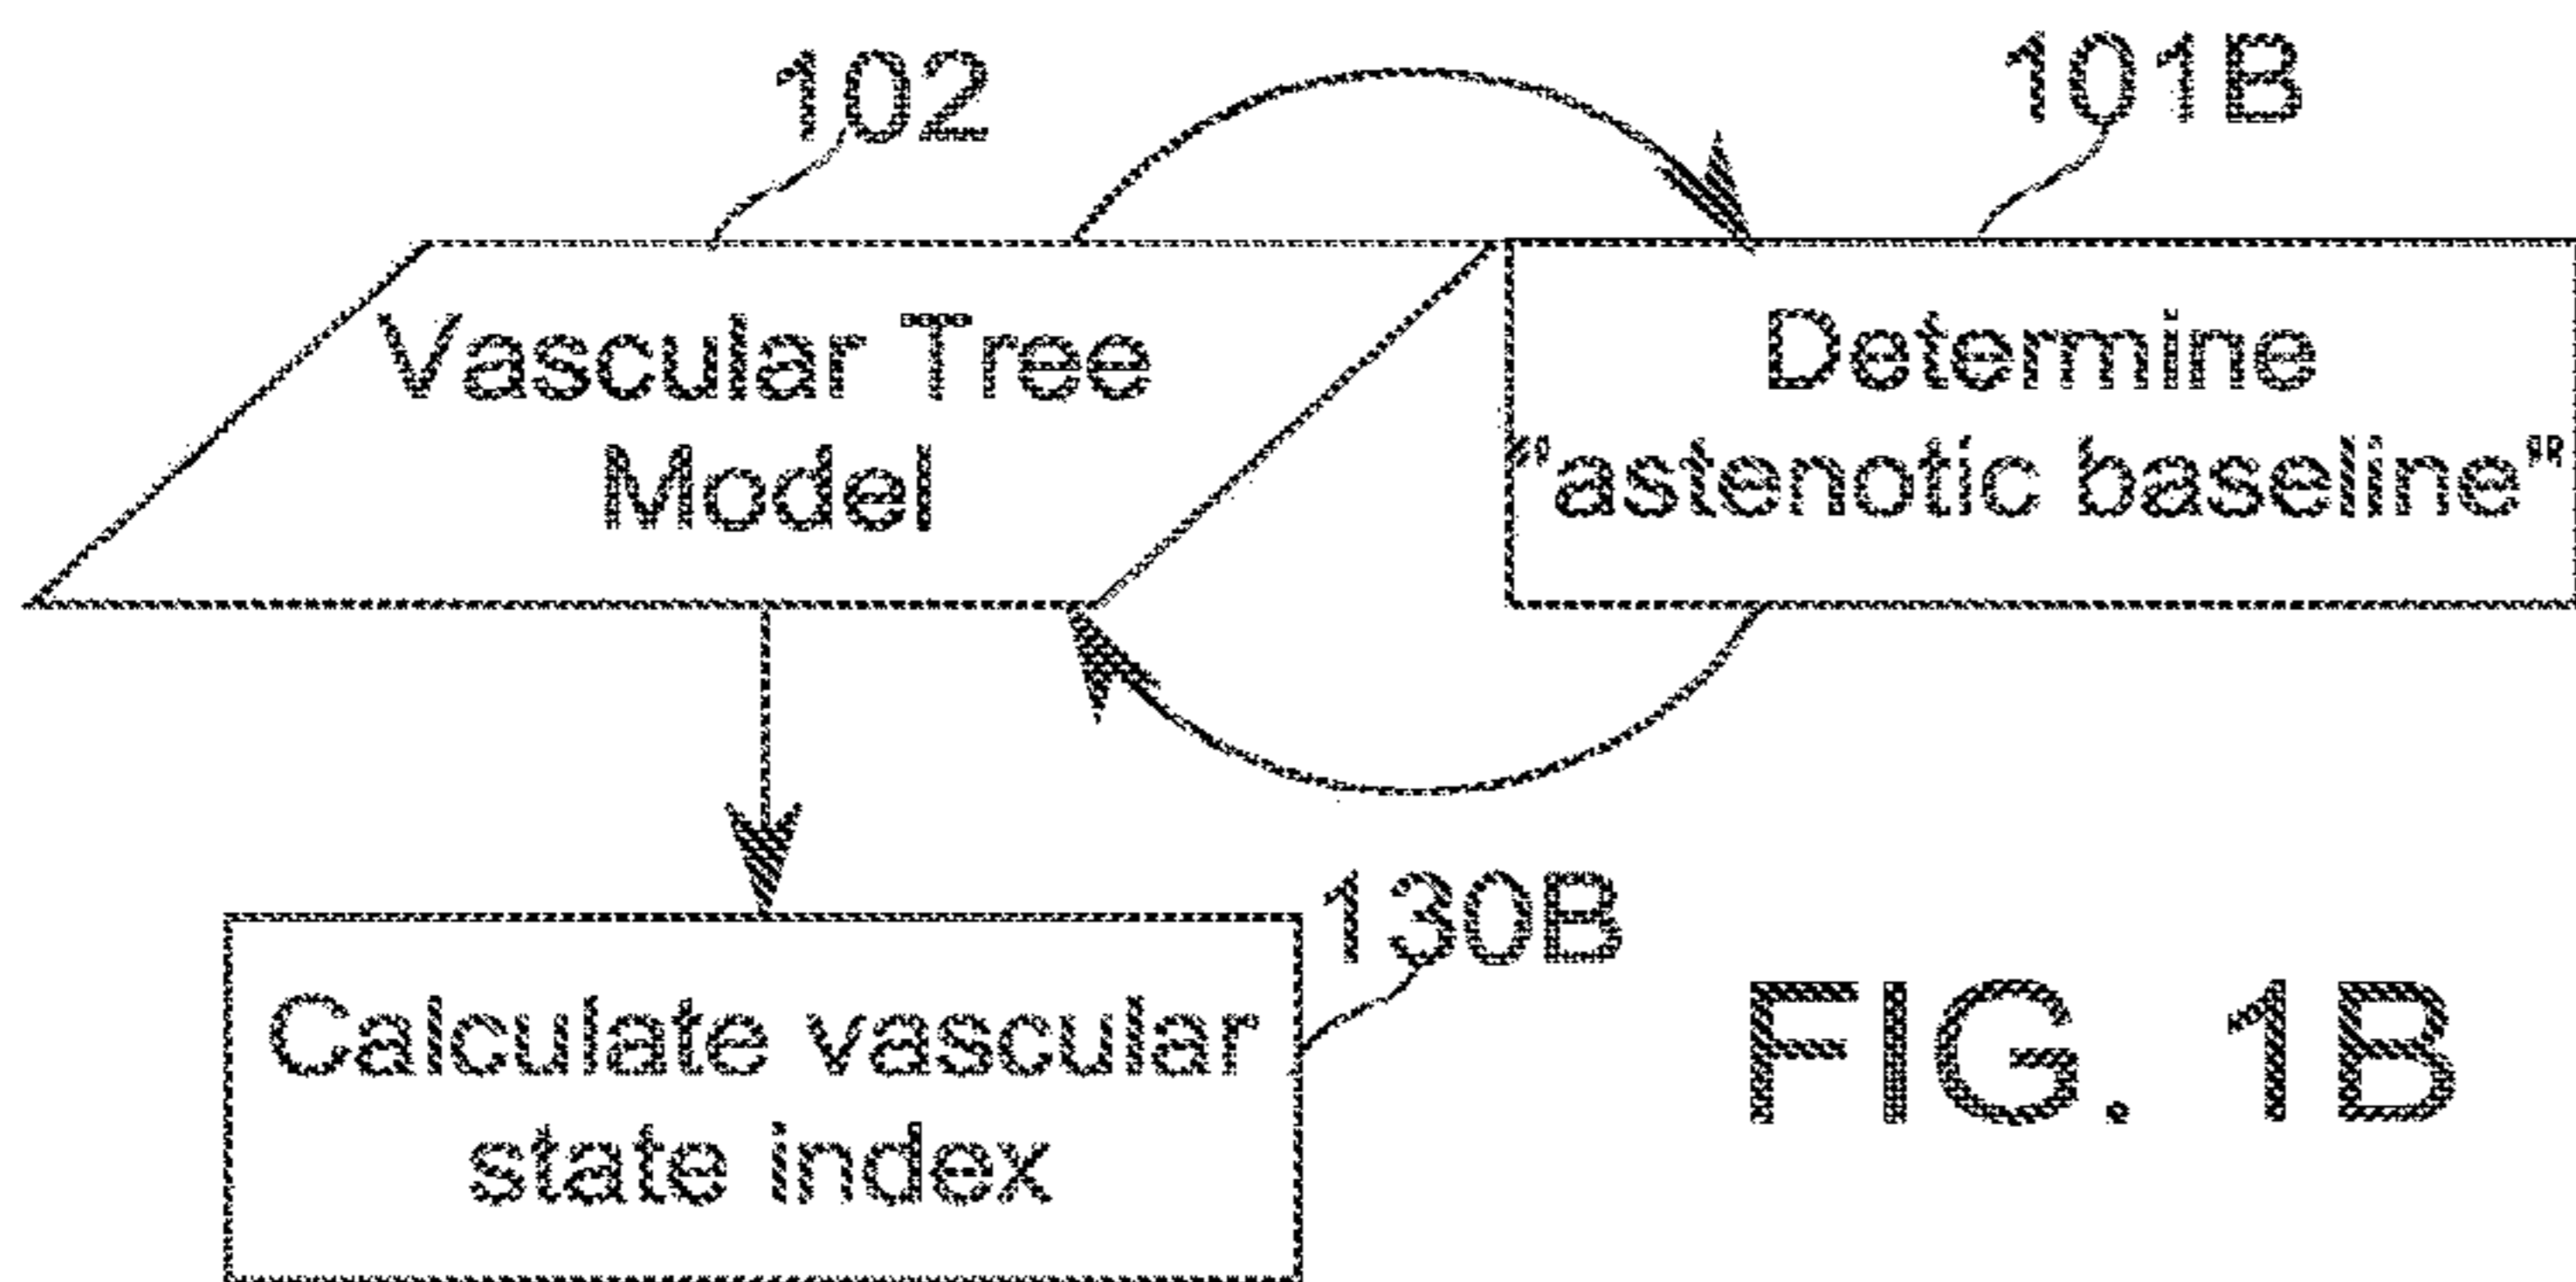 102
101B
Vascular Tree
Model
Determine
"astenotic baseline"
130B
Calculate vascular
state index
FIG. 1B